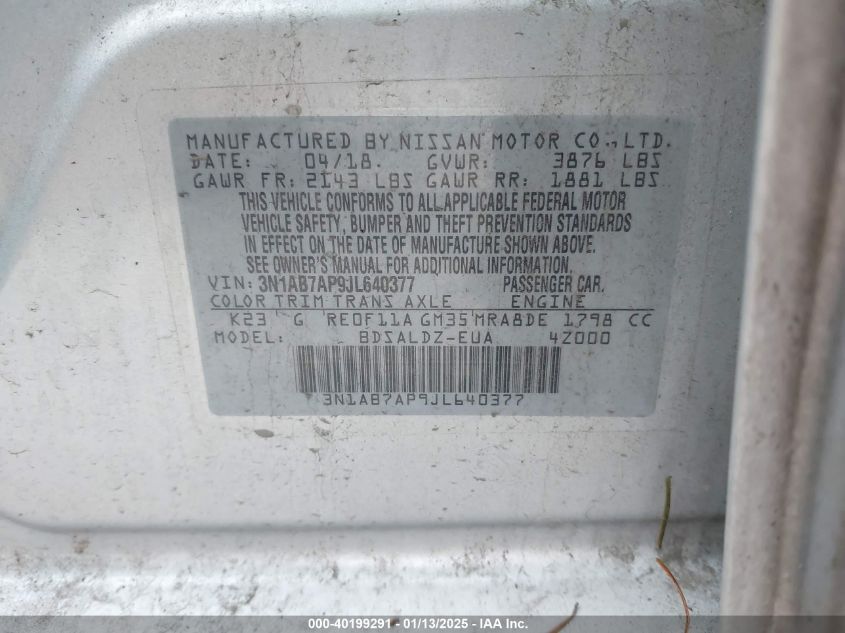 MANUFACTURED BY NISSAN MOTOR CO., LTD.
DATE: 04/18 GVWR: 3876 LBS
GAWR FR: 2143 LBS GAWR RR: 1881 LBS
THIS VEHICLE CONFORMS TO ALL APPLICABLE FEDERAL MOTOR
VEHICLE SAFETY, BUMPER AND THEFT PREVENTION STANDARDS
IN EFFECT ON THE DATE OF MANUFACTURE SHOWN ABOVE.
SEE OWNER'S MANUAL FOR ADDITIONAL INFORMATION.
VIN: 3N1AB7AP9JL640377 PASSENGER CAR.
COLOR TRIM TRANS AXLE ENGINE
K23 G RE0F11A GM35 MRA8DE 1798 CC
MODEL: BDSALDZ-EUA 4Z000
3N1AB7AP9JL640377
000-40199291 - 01/13/2025 - IAA Inc.